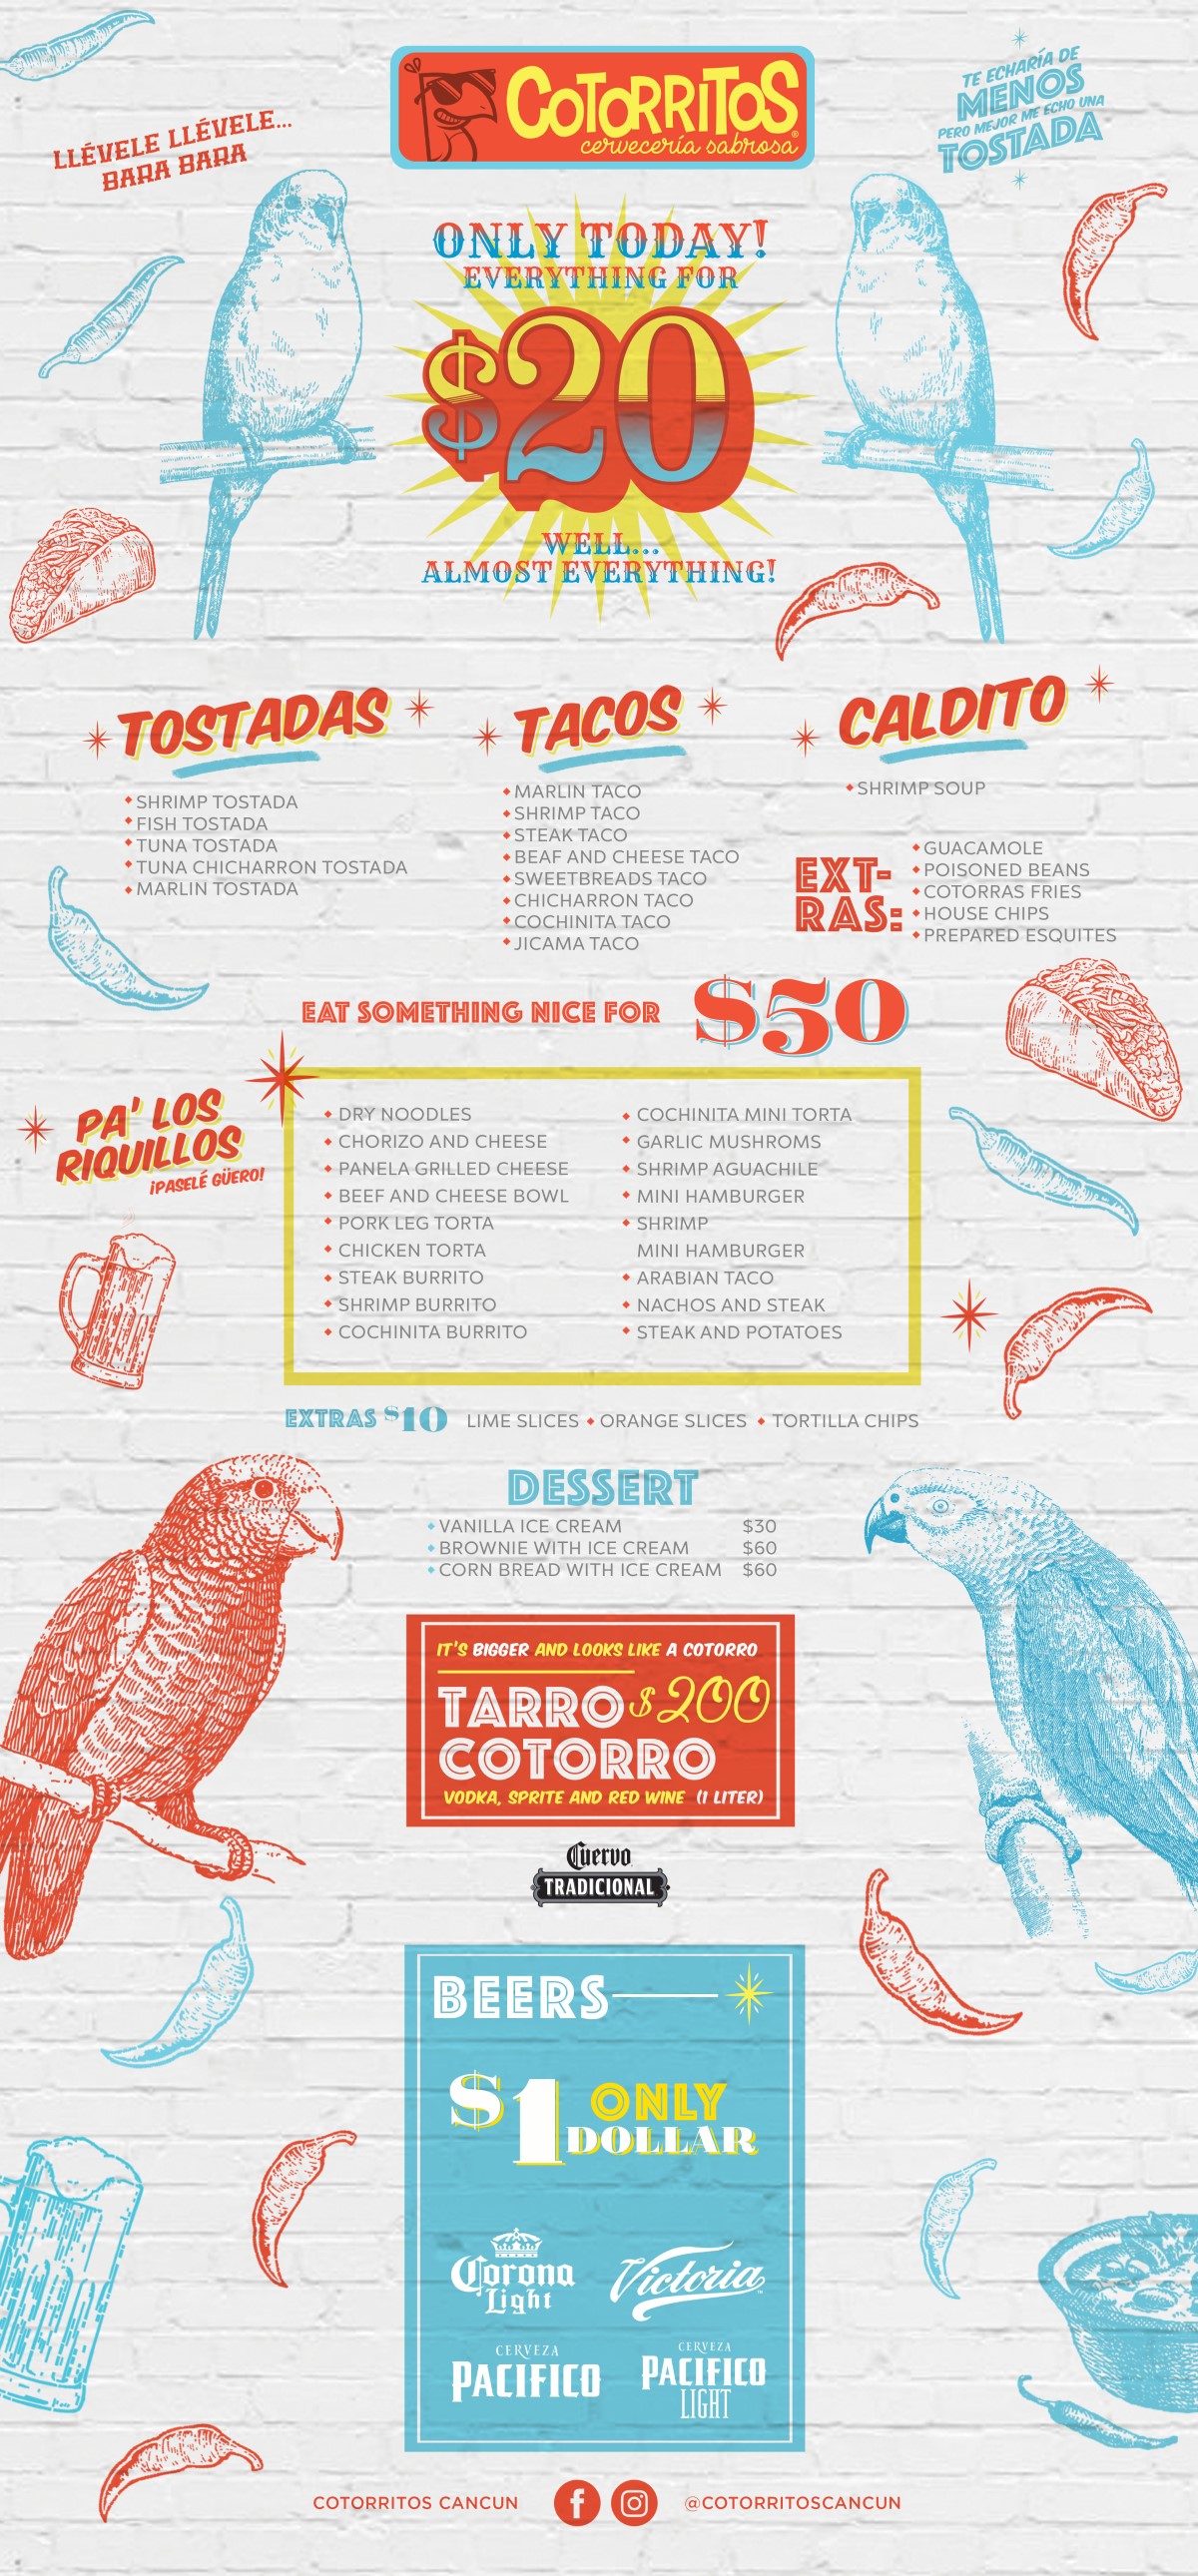 LLÉVELE LLÉVELE...
BARA BARA
COTORRITOS
cervecería sabrosa
TE ECHARÍA DE
MENOS
PERO MEJOR ME ECHO UNA
TOSTADA
ONLY TODAY!
EVERYTHING FOR
$20
WELL...
ALMOST EVERYTHING!
TOSTADAS
SHRIMP TOSTADA
FISH TOSTADA
TUNA TOSTADA
TUNA CHICHARRON TOSTADA
MARLIN TOSTADA
TACOS
MARLIN TACO
SHRIMP TACO
STEAK TACO
BEAF AND CHEESE TACO
SWEETBREADS TACO
CHICHARRON TACO
COCHINITA TACO
JICAMA TACO
CALDITO
SHRIMP SOUP
EXT-
RAS:
GUACAMOLE
POISONED BEANS
COTORRAS FRIES
HOUSE CHIPS
PREPARED ESQUITES
EAT SOMETHING NICE FOR $50
PA' LOS
RIQUILLOS
¡PASELÉ GÜERO!
DRY NOODLES
CHORIZO AND CHEESE
PANELA GRILLED CHEESE
BEEF AND CHEESE BOWL
PORK LEG TORTA
CHICKEN TORTA
STEAK BURRITO
SHRIMP BURRITO
COCHINITA BURRITO
COCHINITA MINI TORTA
GARLIC MUSHROMS
SHRIMP AGUACHILE
MINI HAMBURGER
SHRIMP
MINI HAMBURGER
ARABIAN TACO
NACHOS AND STEAK
STEAK AND POTATOES
EXTRAS $10 LIME SLICES ◆ ORANGE SLICES ◆ TORTILLA CHIPS
DESSERT
VANILLA ICE CREAM $30
BROWNIE WITH ICE CREAM $60
CORN BREAD WITH ICE CREAM $60
IT'S BIGGER AND LOOKS LIKE A COTORRO
TARRO $200
COTORRO
VODKA, SPRITE AND RED WINE (1 LITER)
Cuervo
TRADICIONAL
BEERS
$1 ONLY
DOLLAR
Corona
Light
Victoria
CERVEZA
PACIFICO
CERVEZA
PACIFICO
LIGHT
COTORRITOS CANCUN @COTORRITOSCANCUN